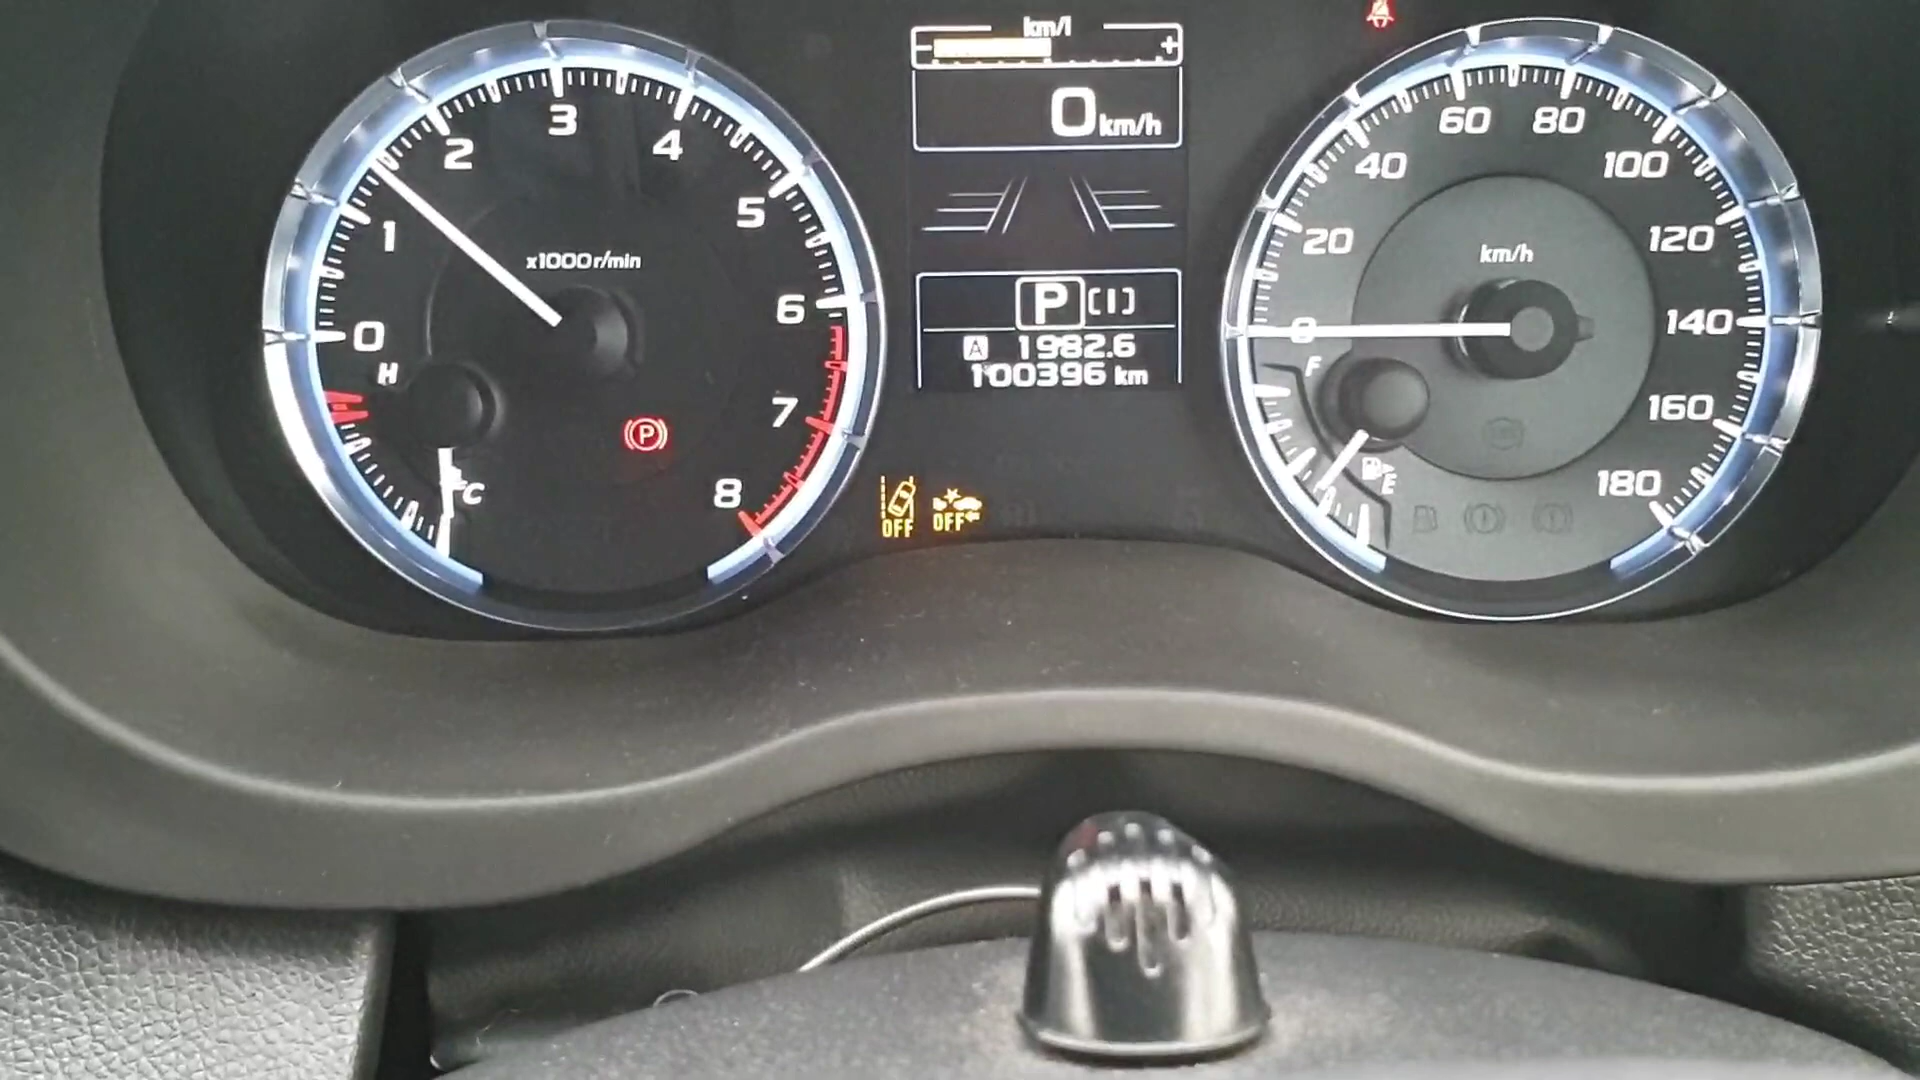 km/l
- +
0 km/h
0
1
2
3
4
5
6
7
8
x1000r/min
H
C
P
P [I]
A 1982.6
100396 km
OFF
OFF
0
20
40
60
80
100
120
140
160
180
km/h
F
E